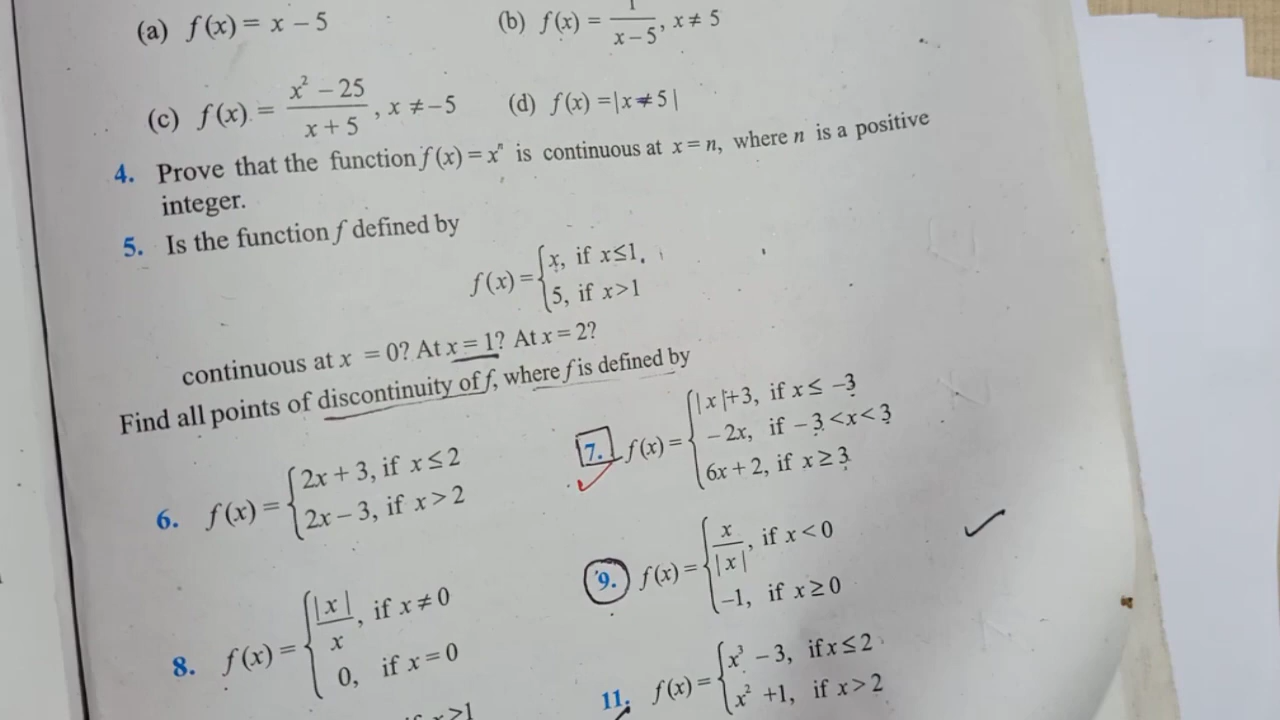 (a) f(x) = x − 5
(b) f(x) = 1/(x − 5), x ≠ 5
(c) f(x) = (x² − 25)/(x + 5), x ≠ −5
(d) f(x) = |x ≠ 5|
4. Prove that the function f(x) = xⁿ is continuous at x = n, where n is a positive
integer.
5. Is the function f defined by
f(x) = {x, if x ≤ 1
5, if x > 1
continuous at x = 0? At x = 1? At x = 2?
Find all points of discontinuity of f, where f is defined by
6. f(x) = {2x + 3, if x ≤ 2
2x − 3, if x > 2
7. f(x) = {|x|+3, if x ≤ −3
−2x, if −3 < x < 3
6x + 2, if x ≥ 3
8. f(x) = {|x|/x, if x ≠ 0
0, if x = 0
9. f(x) = {x/|x|, if x < 0
−1, if x ≥ 0
11. f(x) = {x³ − 3, if x ≤ 2
x² + 1, if x > 2